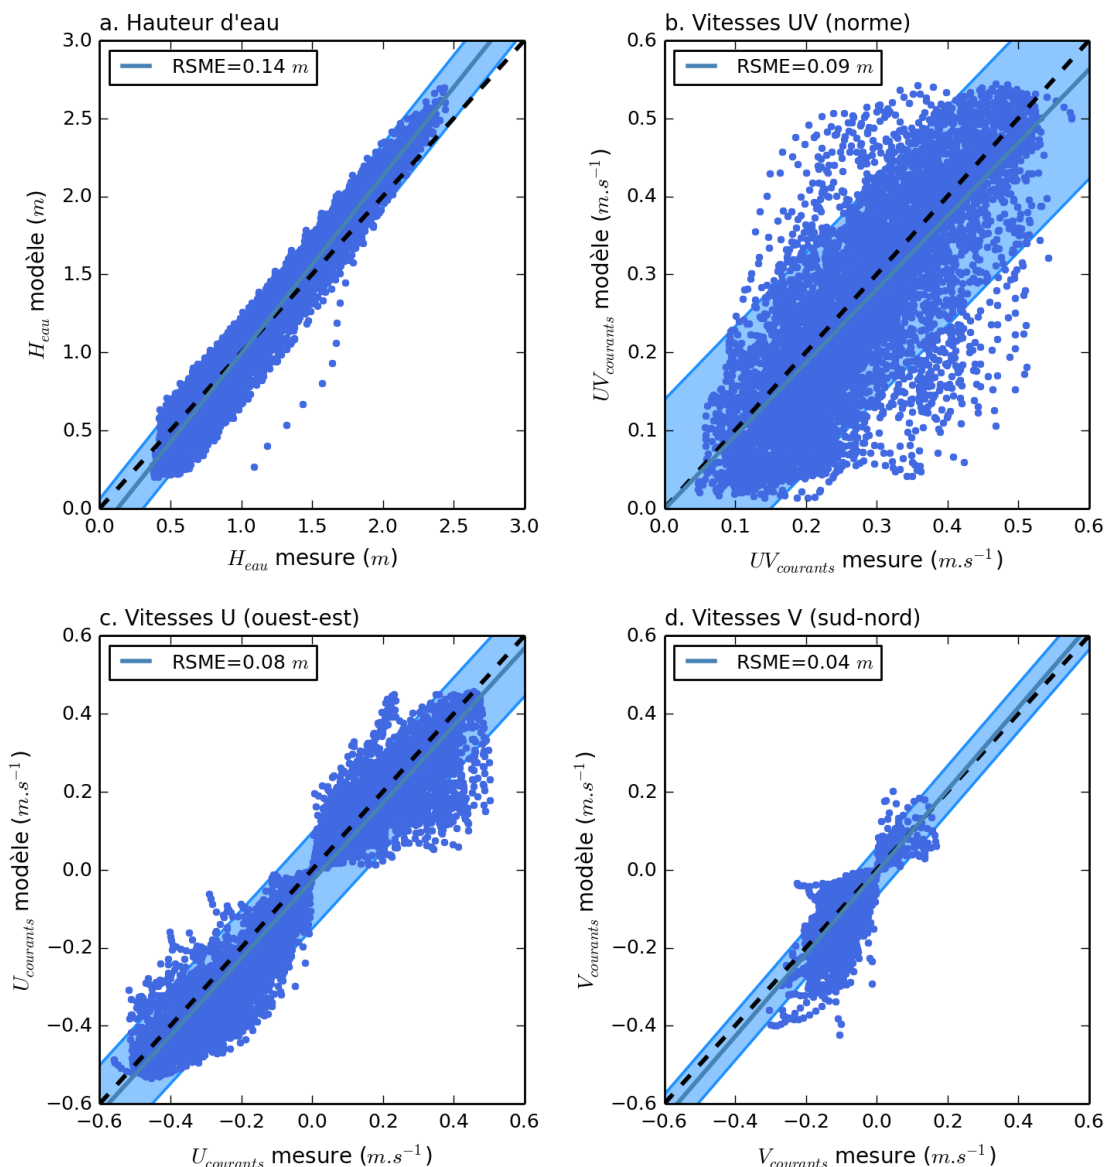 a. Hauteur d'eau
3.0
2.5
2.0
1.5
1.0
0.5
0.0
RSME=0.14 m
H_eau modèle (m)
0.0 0.5 1.0 1.5 2.0 2.5 3.0
H_eau mesure (m)
b. Vitesses UV (norme)
0.6
0.5
0.4
0.3
0.2
0.1
0.0
RSME=0.09 m
UV_courants modèle (m.s⁻¹)
0.0 0.1 0.2 0.3 0.4 0.5 0.6
UV_courants mesure (m.s⁻¹)
c. Vitesses U (ouest-est)
0.6
0.4
0.2
0.0
−0.2
−0.4
−0.6
RSME=0.08 m
U_courants modèle (m.s⁻¹)
−0.6 −0.4 −0.2 0.0 0.2 0.4 0.6
U_courants mesure (m.s⁻¹)
d. Vitesses V (sud-nord)
0.6
0.4
0.2
0.0
−0.2
−0.4
−0.6
RSME=0.04 m
V_courants modèle (m.s⁻¹)
−0.6 −0.4 −0.2 0.0 0.2 0.4 0.6
V_courants mesure (m.s⁻¹)